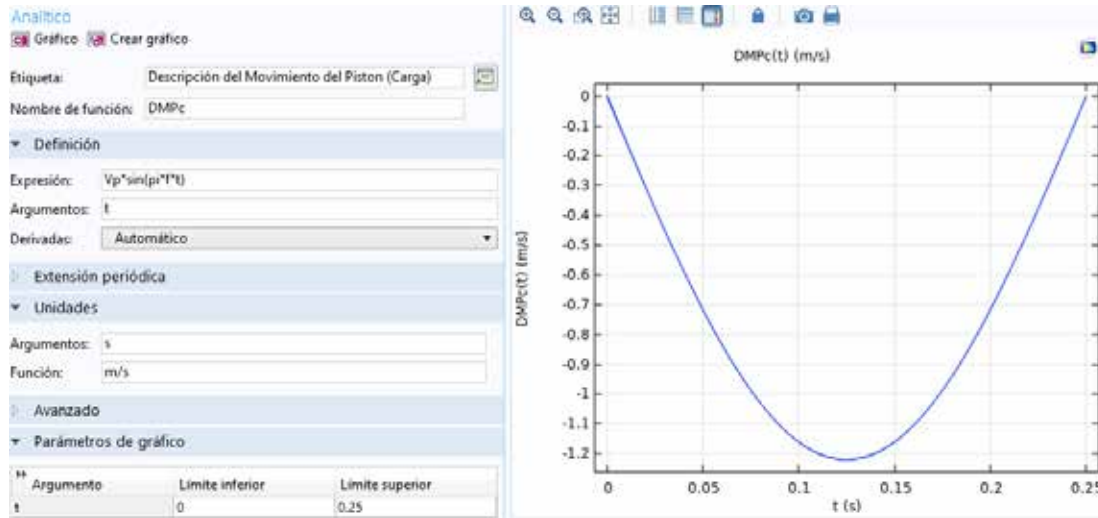 Analítico
Gráfico Crear gráfico
Etiqueta: Descripción del Movimiento del Piston (Carga)
Nombre de función: DMPc
Definición
Expresión: Vp*sin(pi*f*t)
Argumentos: t
Derivadas: Automático
Extensión periódica
Unidades
Argumentos: s
Función: m/s
Avanzado
Parámetros de gráfico
Argumento Límite inferior Límite superior
t 0 0.25
DMPc(t) (m/s)
0
-0.1
-0.2
-0.3
-0.4
-0.5
-0.6
-0.7
-0.8
-0.9
-1
-1.1
-1.2
DMPc(t) (m/s)
0 0.05 0.1 0.15 0.2 0.25
t (s)